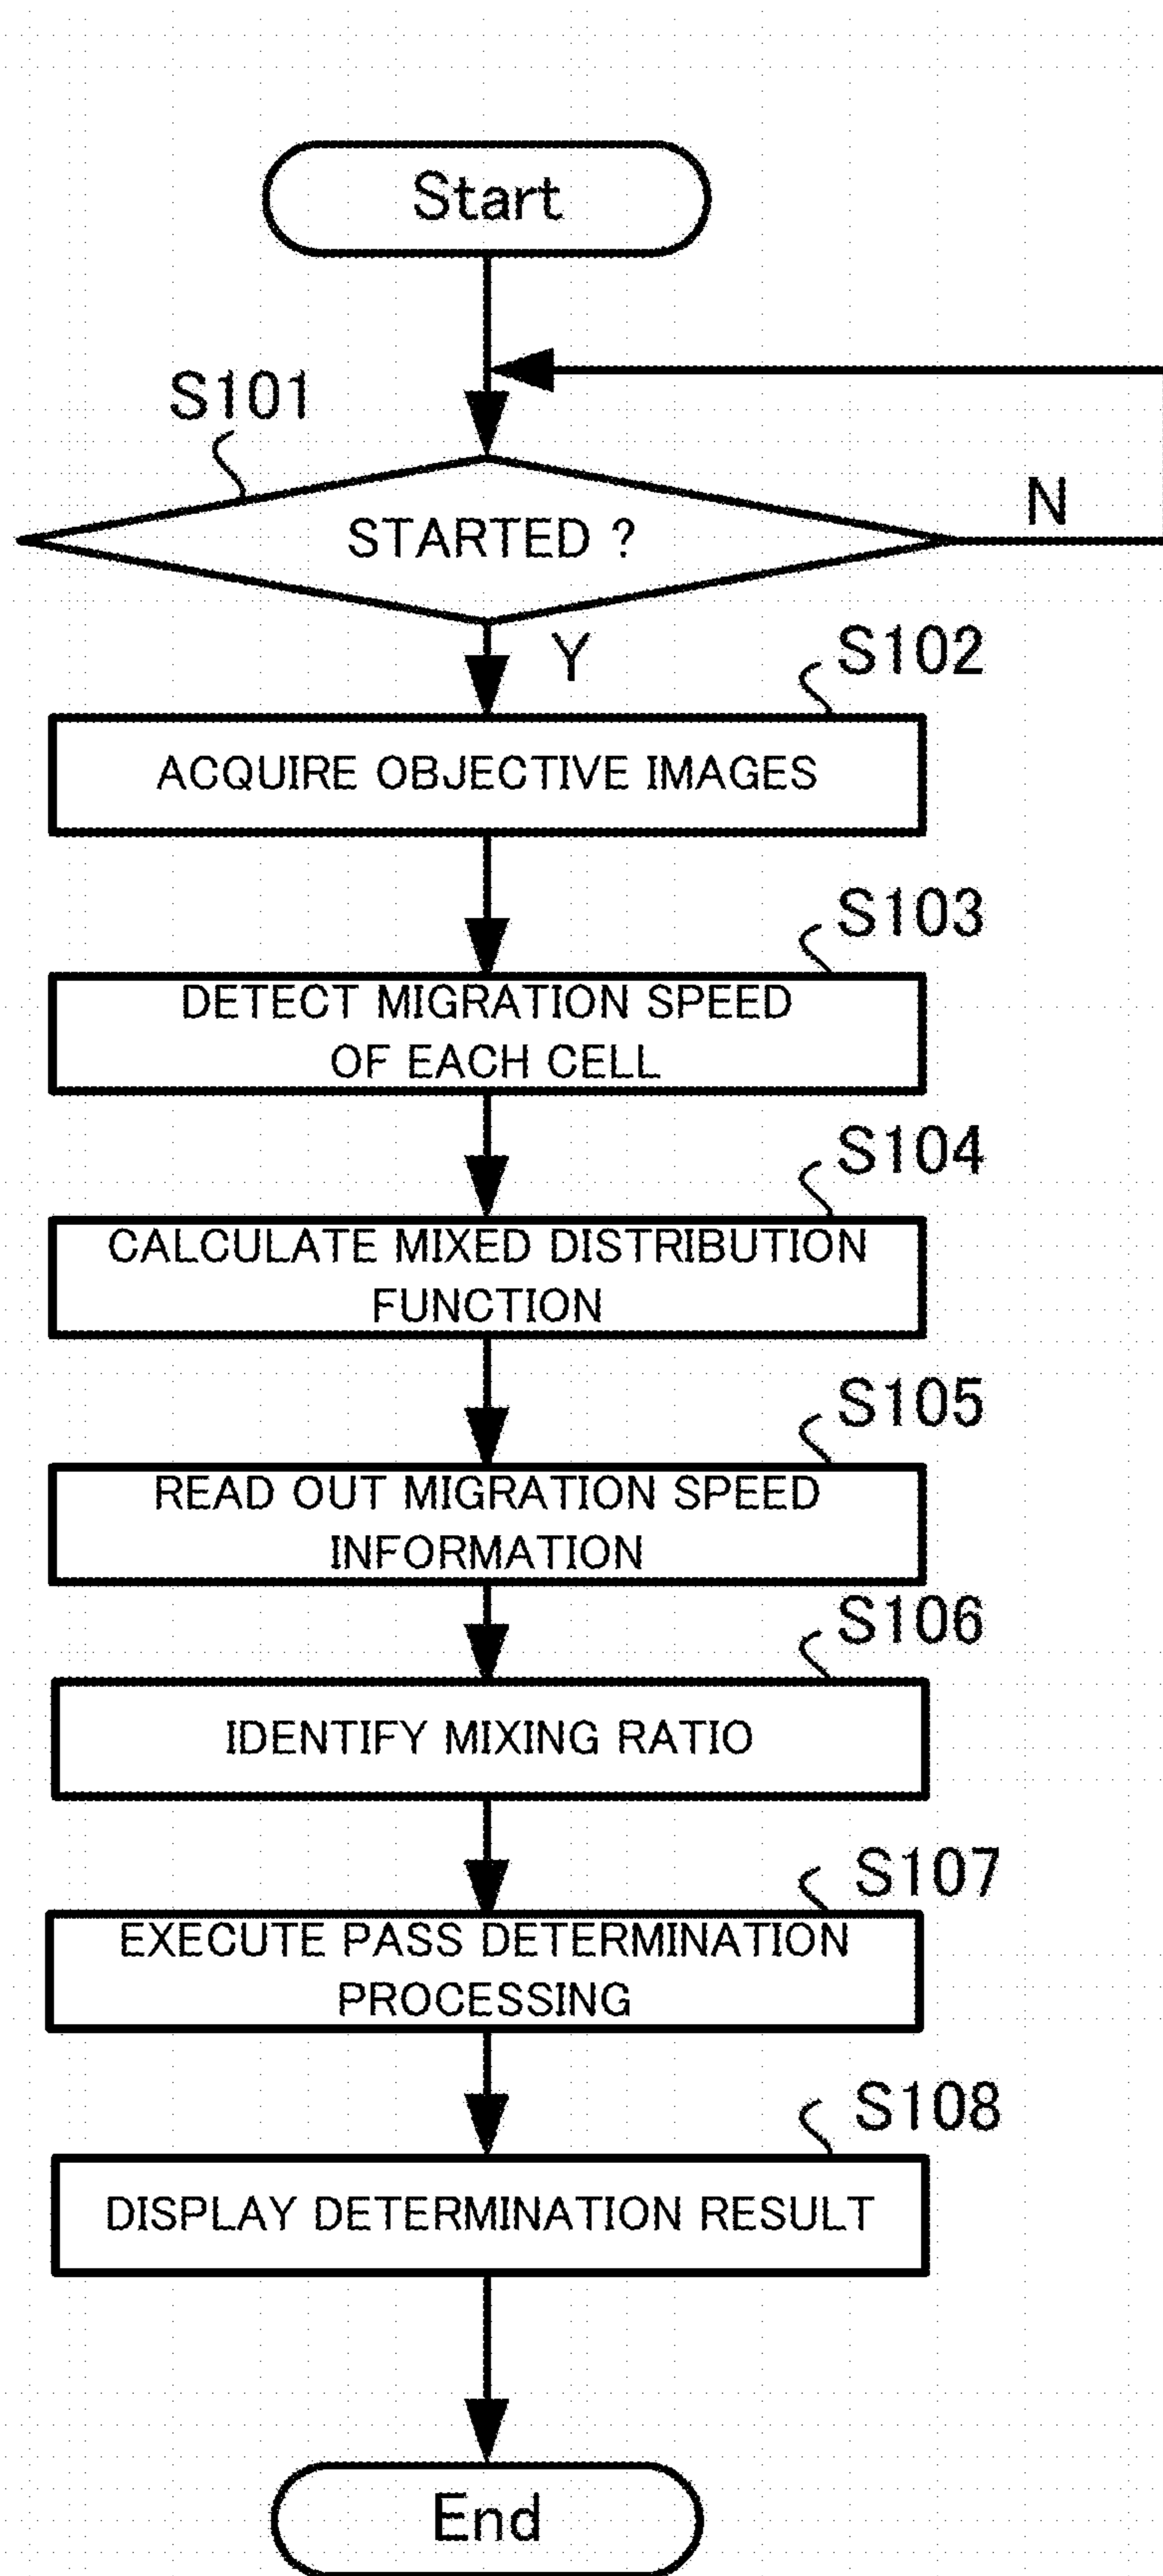 Start
S101
STARTED ?
N
Y
S102
ACQUIRE OBJECTIVE IMAGES
S103
DETECT MIGRATION SPEED
OF EACH CELL
S104
CALCULATE MIXED DISTRIBUTION
FUNCTION
S105
READ OUT MIGRATION SPEED
INFORMATION
S106
IDENTIFY MIXING RATIO
S107
EXECUTE PASS DETERMINATION
PROCESSING
S108
DISPLAY DETERMINATION RESULT
End